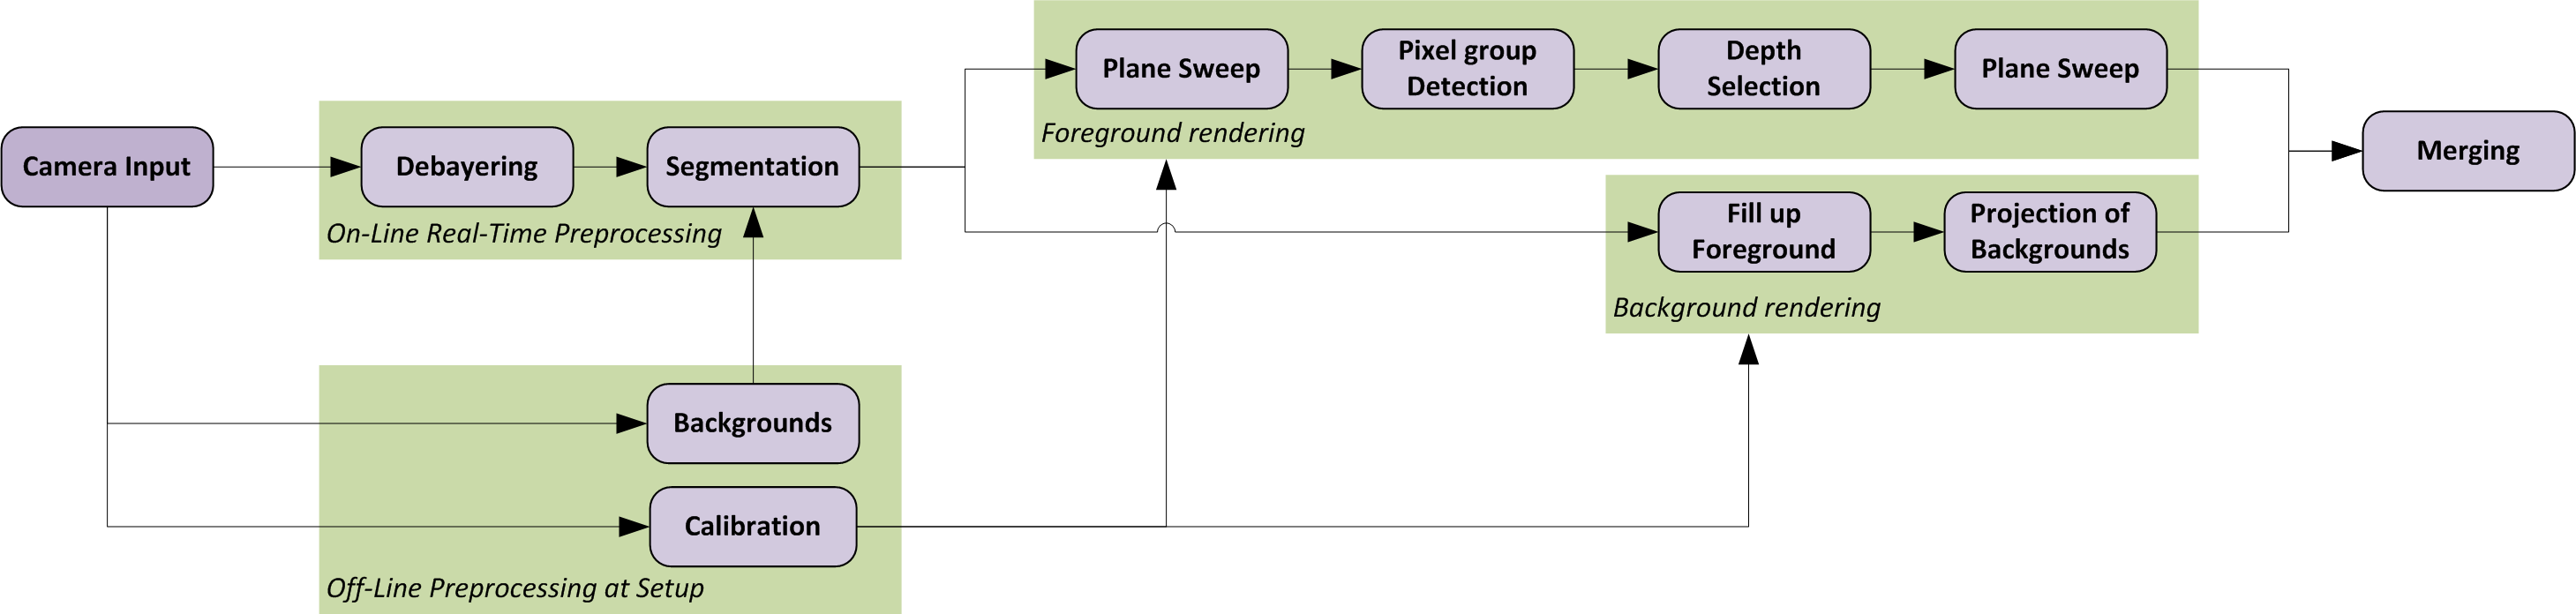 Camera Input
Debayering
Segmentation
On-Line Real-Time Preprocessing
Backgrounds
Calibration
Off-Line Preprocessing at Setup
Plane Sweep
Pixel group
Detection
Depth
Selection
Plane Sweep
Foreground rendering
Fill up
Foreground
Projection of
Backgrounds
Background rendering
Merging